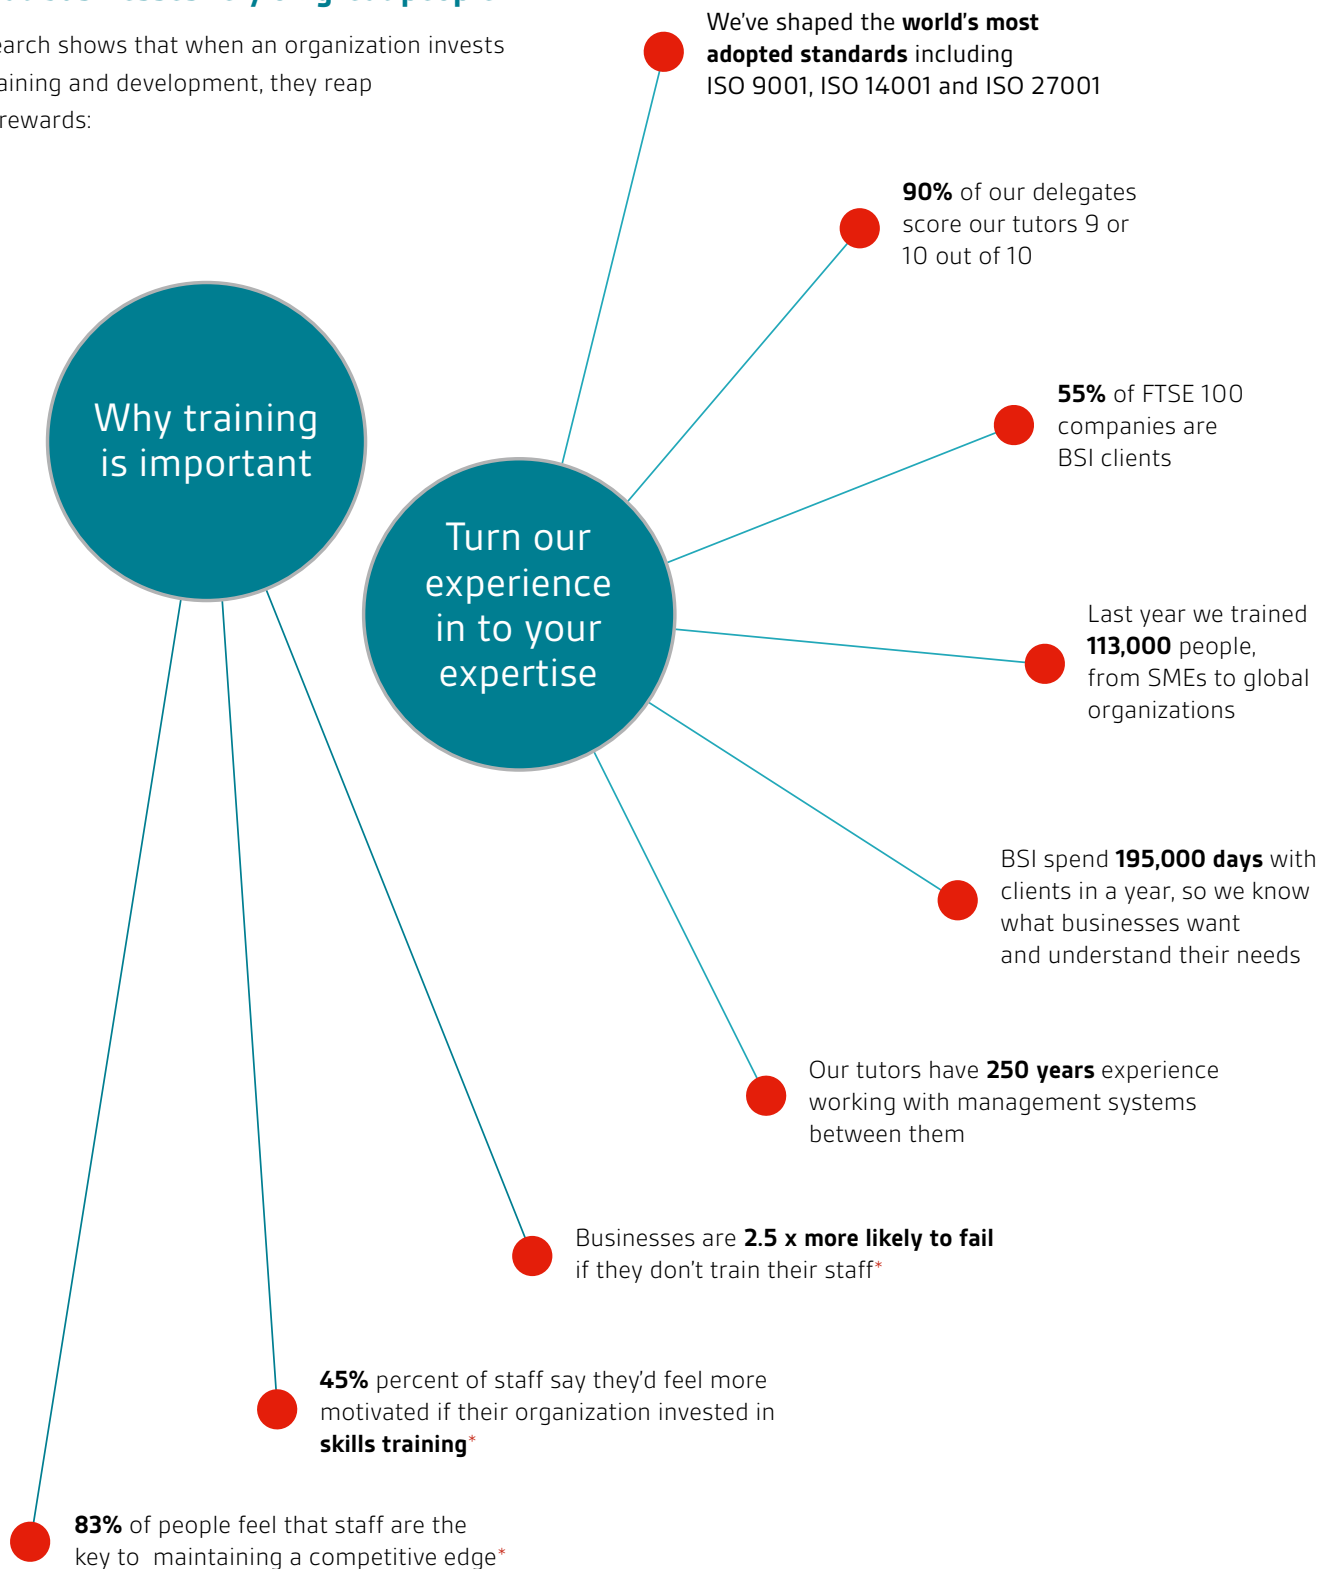 earch shows that when an organization invests
aining and development, they reap
rewards:
We've shaped the world's most
adopted standards including
ISO 9001, ISO 14001 and ISO 27001
90% of our delegates
score our tutors 9 or
10 out of 10
55% of FTSE 100
companies are
BSI clients
Why training
is important
Turn our
experience
in to your
expertise
Last year we trained
113,000 people,
from SMEs to global
organizations
BSI spend 195,000 days with
clients in a year, so we know
what businesses want
and understand their needs
Our tutors have 250 years experience
working with management systems
between them
Businesses are 2.5 x more likely to fail
if they don't train their staff*
45% percent of staff say they'd feel more
motivated if their organization invested in
skills training*
83% of people feel that staff are the
key to  maintaining a competitive edge*